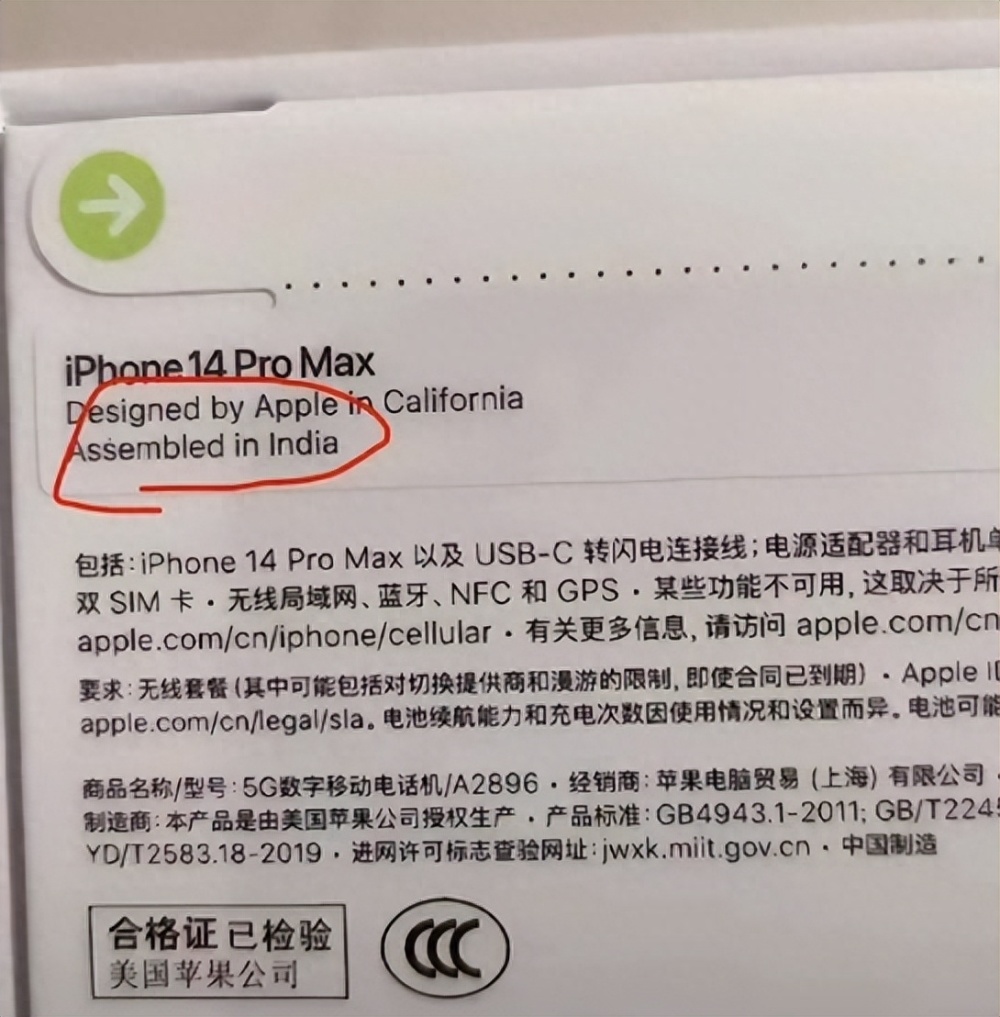 iPhone 14 Pro Max
Designed by Apple in California
Assembled in India
包括：iPhone 14 Pro Max 以及 USB-C 转闪电连接线；电源适配器和耳机单
双 SIM 卡・无线局域网、蓝牙、NFC 和 GPS・某些功能不可用，这取决于所
apple.com/cn/iphone/cellular・有关更多信息，请访问 apple.com/cn
要求：无线套餐（其中可能包括对切换提供商和漫游的限制，即使合同已到期）・Apple ID
apple.com/cn/legal/sla。电池续航能力和充电次数因使用情况和设置而异。电池可能
商品名称/型号：5G数字移动电话机/A2896・经销商：苹果电脑贸易（上海）有限公司・
制造商：本产品是由美国苹果公司授权生产・产品标准：GB4943.1-2011; GB/T2245
YD/T2583.18-2019・进网许可标志查验网址：jwxk.miit.gov.cn・中国制造
合格证 已检验
美国苹果公司
CCC